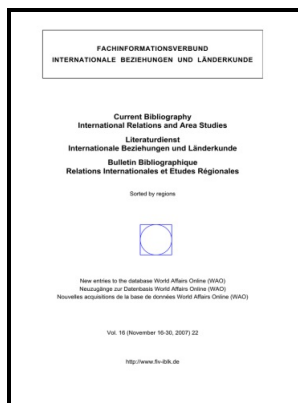 FACHINFORMATIONSVERBUND
INTERNATIONALE BEZIEHUNGEN UND LÄNDERKUNDE
Current Bibliography
International Relations and Area Studies
Literaturdienst
Internationale Beziehungen und Länderkunde
Bulletin Bibliographique
Relations Internationales et Etudes Régionales
Sorted by regions
New entries to the database World Affairs Online (WAO)
Neuzugänge zur Datenbasis World Affairs Online (WAO)
Nouvelles acquisitions de la base de données World Affairs Online (WAO)
Vol. 16 (November 16-30, 2007) 22
http://www.fiv-iblk.de